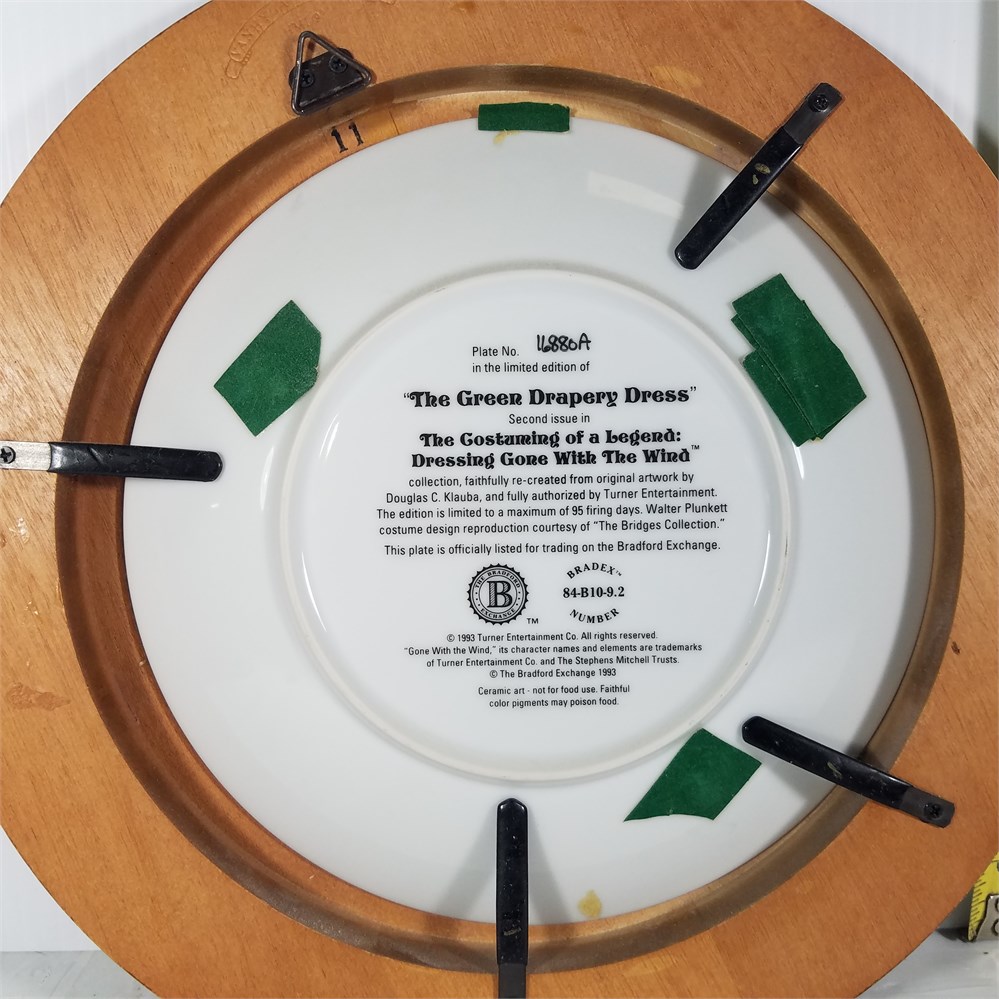 11
Plate No. 16880A
in the limited edition of
“The Green Drapery Dress”
Second issue in
The Costuming of a Legend:
Dressing Gone With The Wind™
collection, faithfully re-created from original artwork by
Douglas C. Klauba, and fully authorized by Turner Entertainment.
The edition is limited to a maximum of 95 firing days. Walter Plunkett
costume design reproduction courtesy of “The Bridges Collection.”
This plate is officially listed for trading on the Bradford Exchange.
THE BRADFORD EXCHANGE
B
TM
BRADEX™
84-B10-9.2
NUMBER
© 1993 Turner Entertainment Co. All rights reserved.
“Gone With the Wind,” its character names and elements are trademarks
of Turner Entertainment Co. and The Stephens Mitchell Trusts.
© The Bradford Exchange 1993
Ceramic art - not for food use. Faithful
color pigments may poison food.